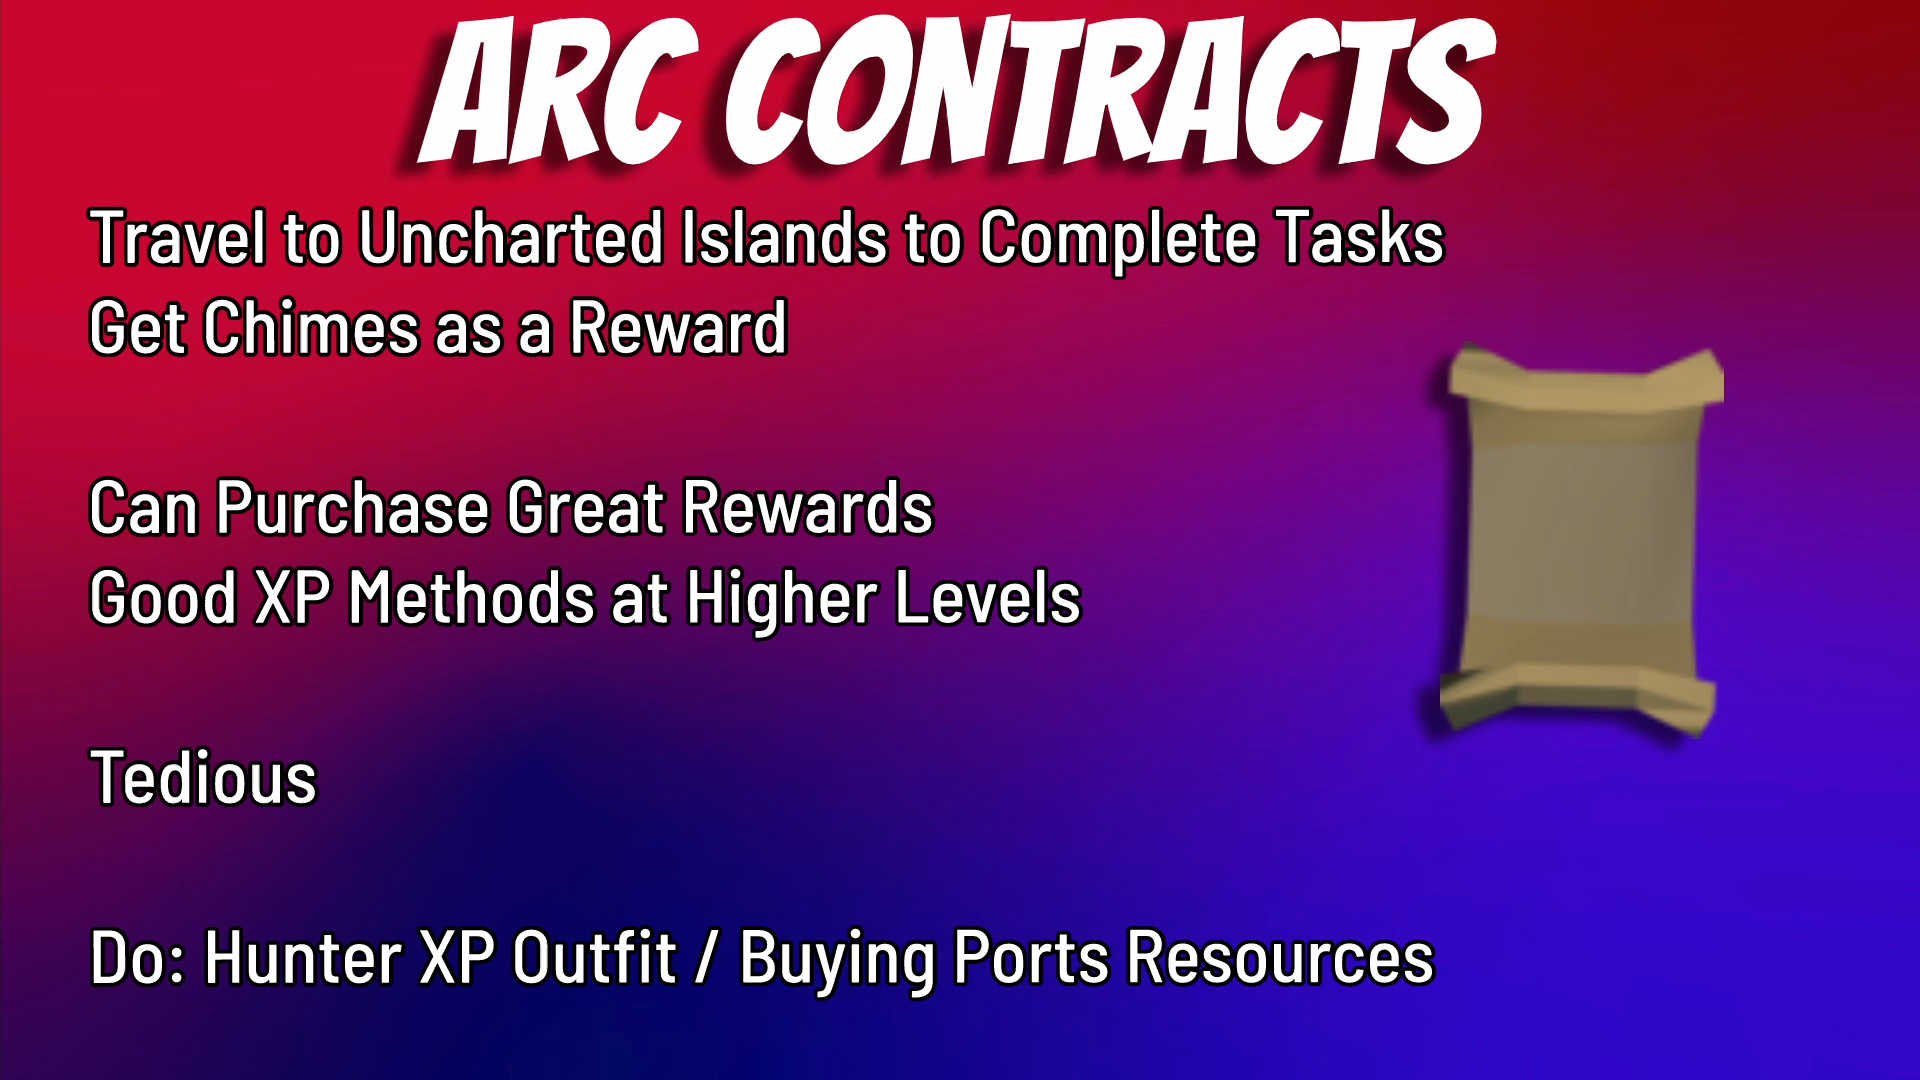 ARC CONTRACTS
Travel to Uncharted Islands to Complete Tasks
Get Chimes as a Reward
Can Purchase Great Rewards
Good XP Methods at Higher Levels
Tedious
Do: Hunter XP Outfit / Buying Ports Resources